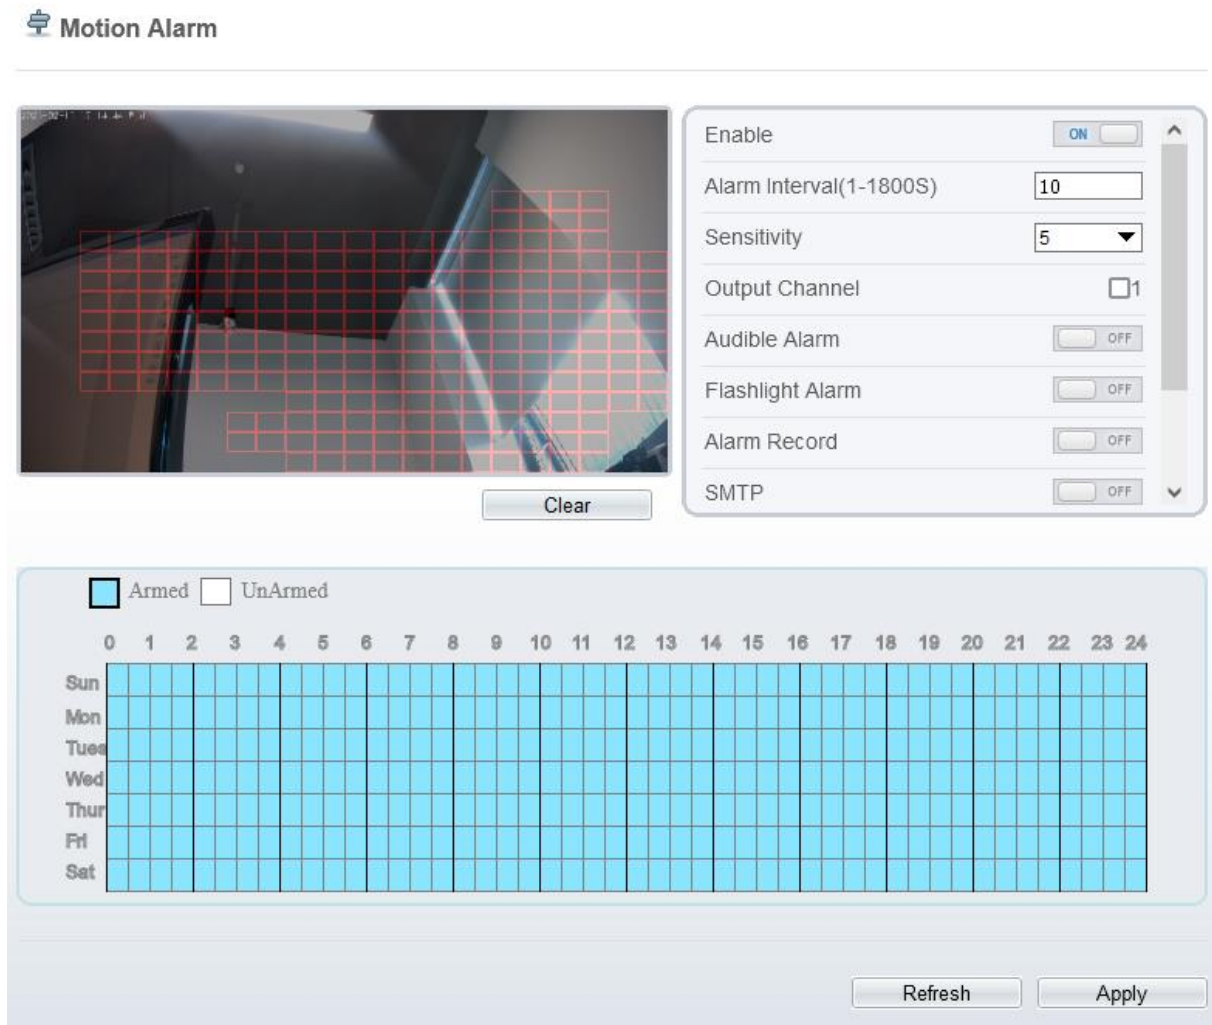 Motion Alarm
Enable ON
Alarm Interval(1-1800S) 10
Sensitivity 5
Output Channel 1
Audible Alarm OFF
Flashlight Alarm OFF
Alarm Record OFF
SMTP OFF
Clear
Armed UnArmed
0 1 2 3 4 5 6 7 8 9 10 11 12 13 14 15 16 17 18 19 20 21 22 23 24
Sun
Mon
Tues
Wed
Thur
Fri
Sat
Refresh Apply